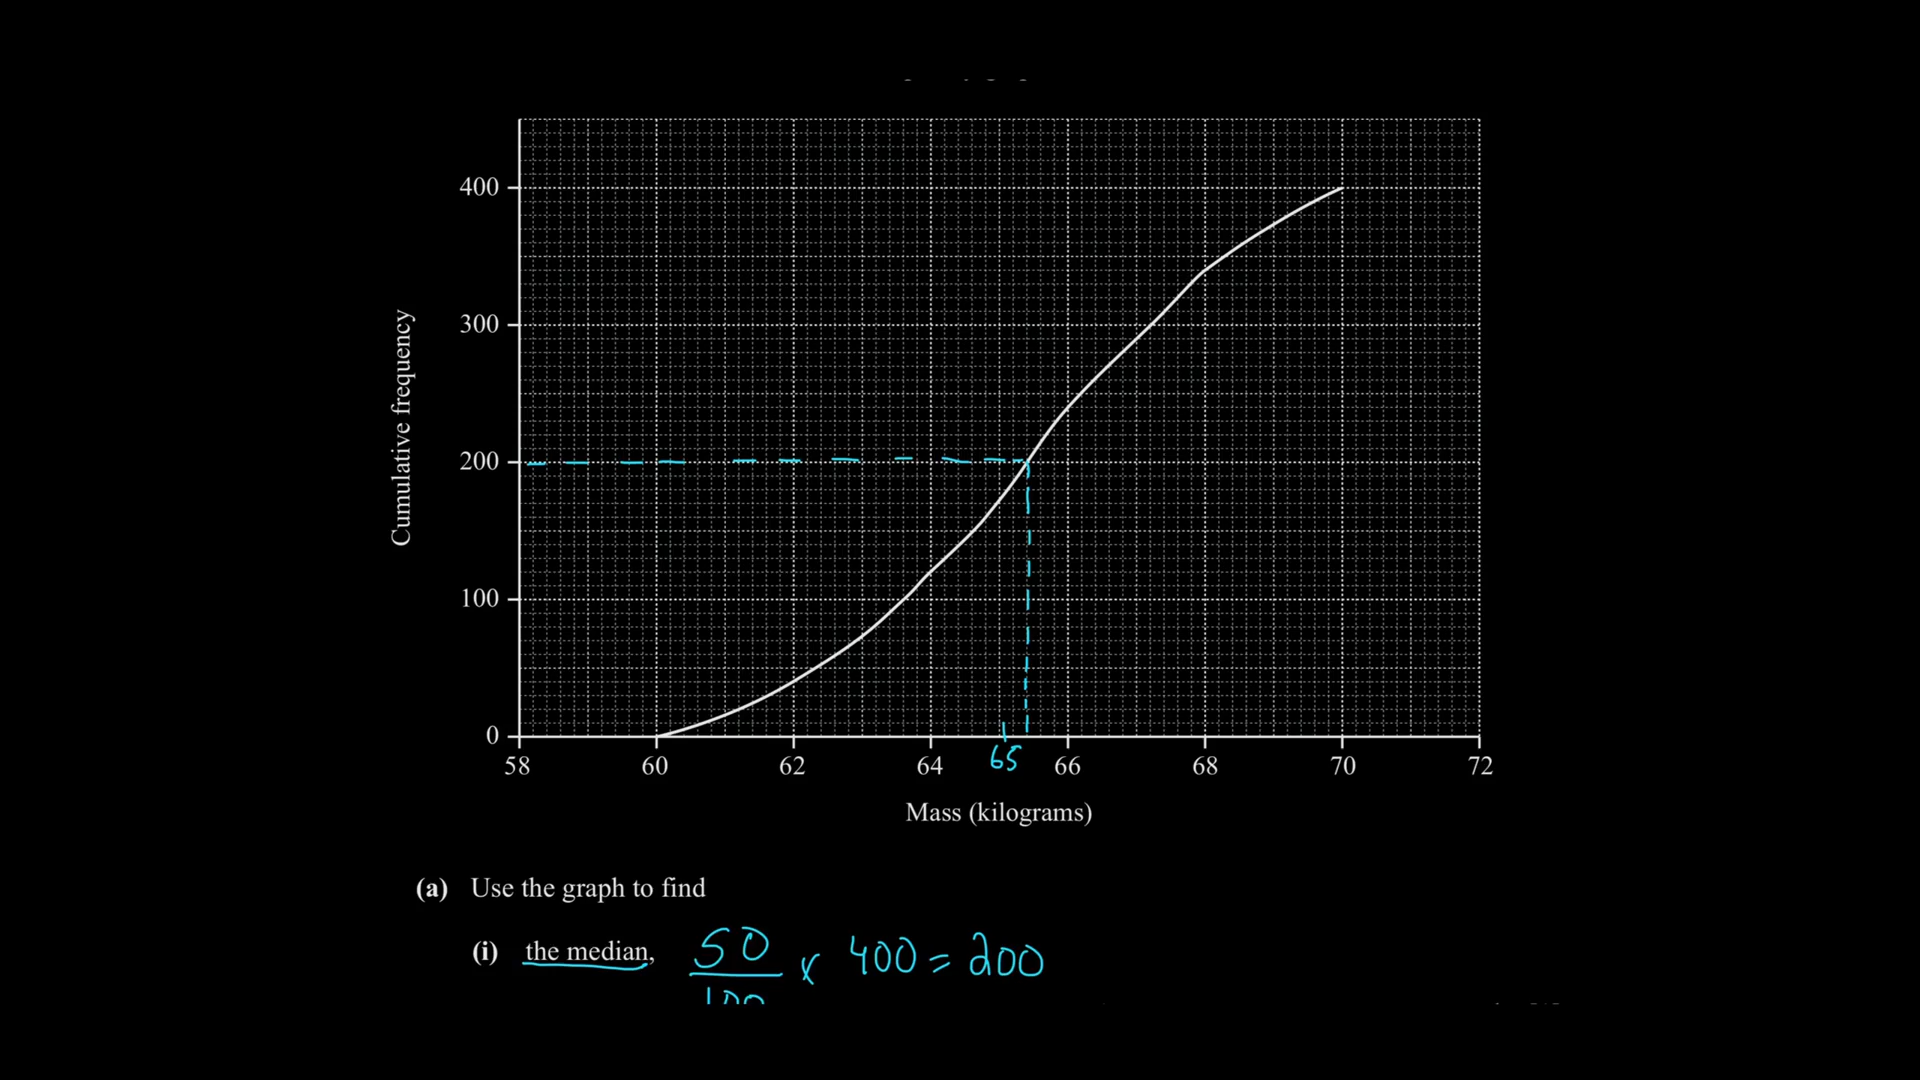 400
300
200
100
0
Cumulative frequency
58 60 62 64 65 66 68 70 72
Mass (kilograms)
(a) Use the graph to find
(i) the median, 50 x 400 = 200
100